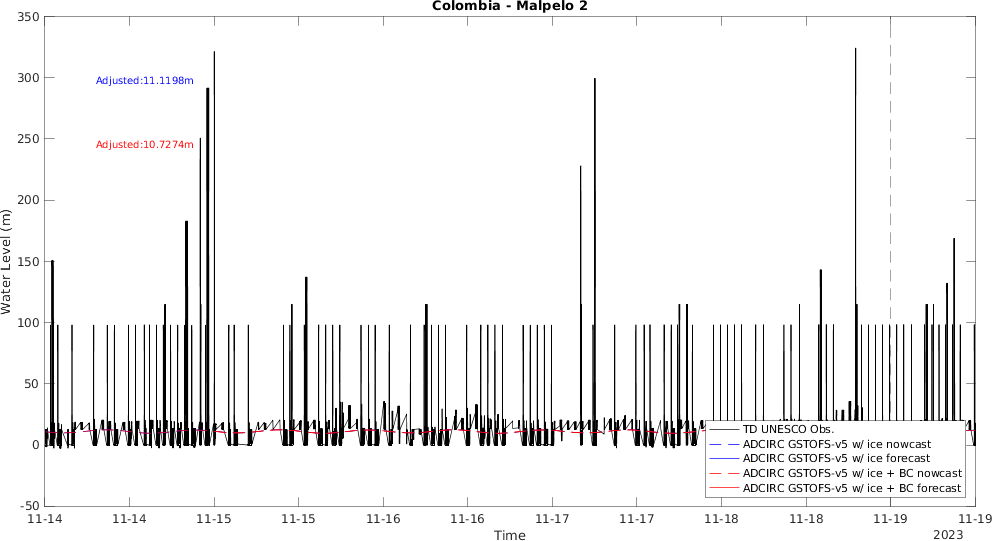 Colombia - Malpelo 2
350
300
250
200
150
100
50
0
-50
Water Level (m)
Adjusted:11.1198m
Adjusted:10.7274m
TD UNESCO Obs.
ADCIRC GSTOFS-v5 w/ ice nowcast
ADCIRC GSTOFS-v5 w/ ice forecast
ADCIRC GSTOFS-v5 w/ ice + BC nowcast
ADCIRC GSTOFS-v5 w/ ice + BC forecast
11-14 11-14 11-15 11-15 11-16 11-16 11-17 11-17 11-18 11-18 11-19 11-19
Time
2023